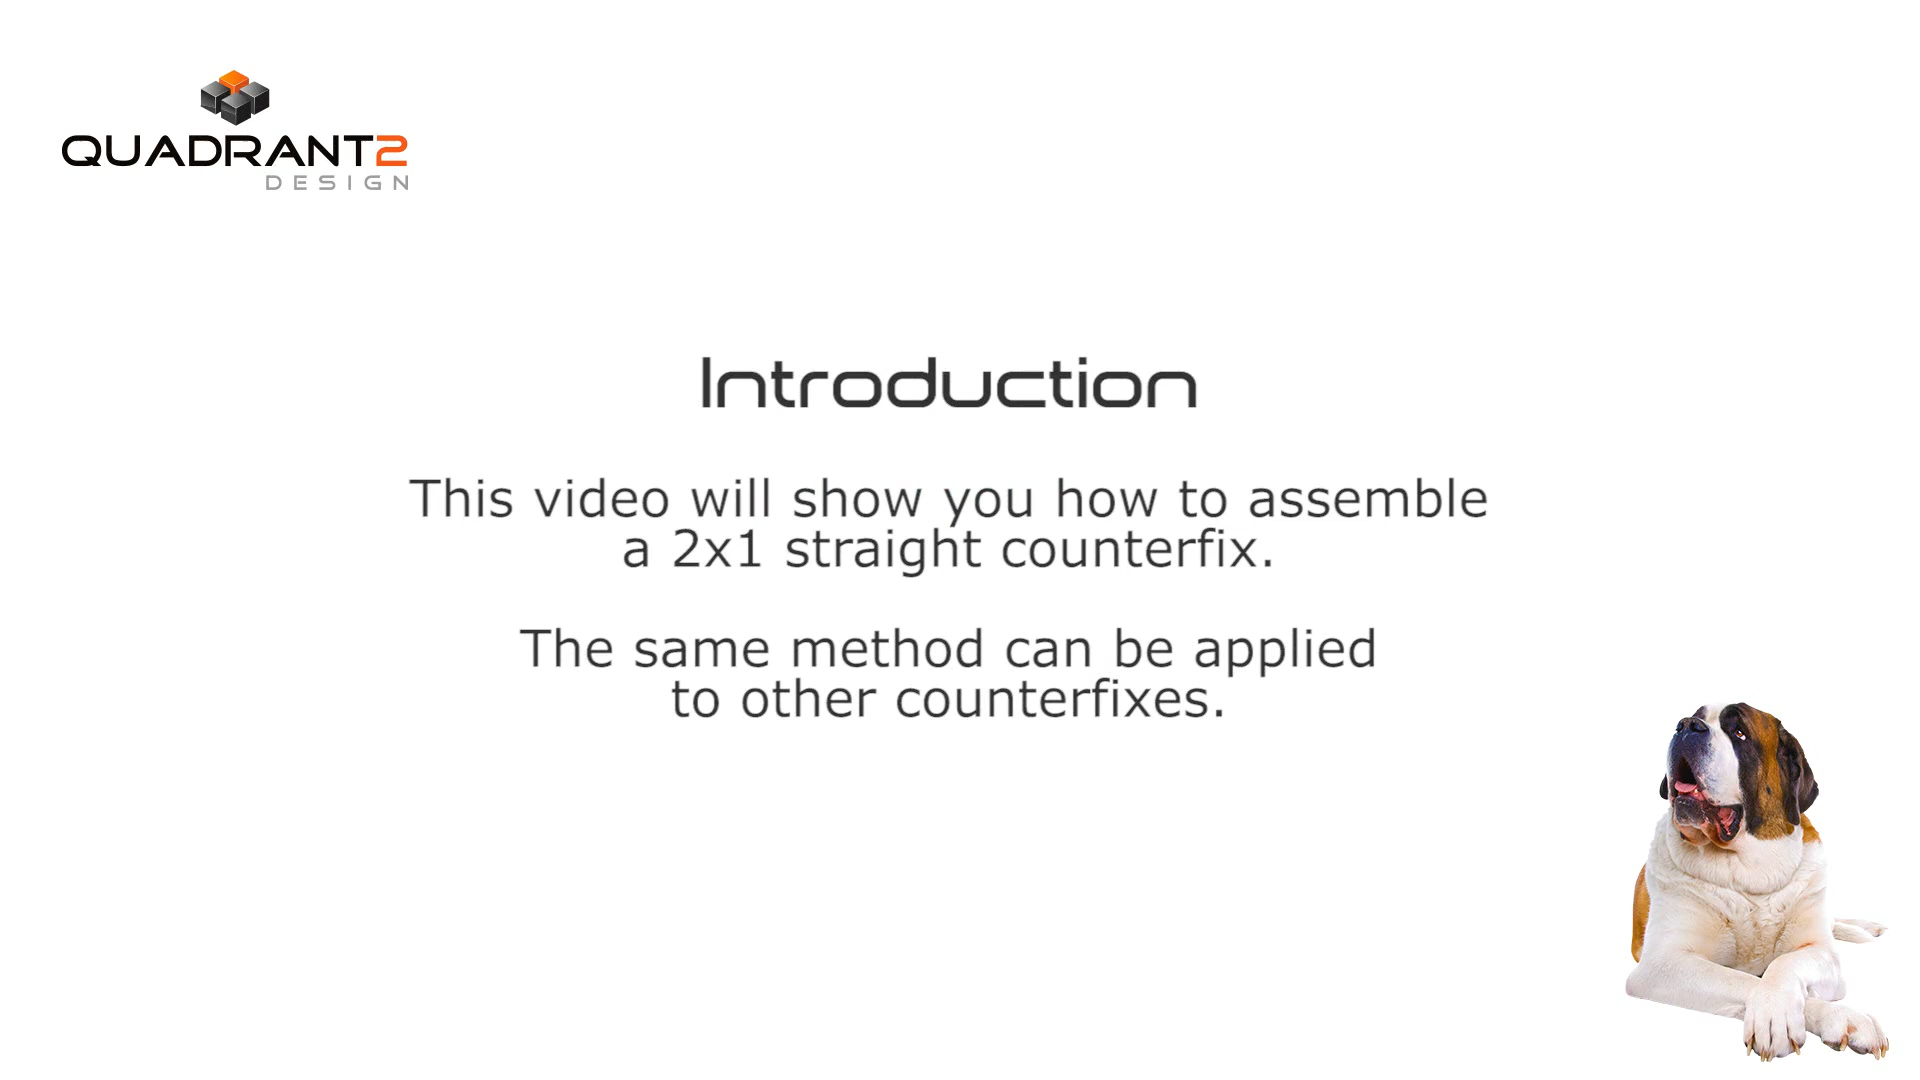 QUADRANT2
DESIGN
Introduction
This video will show you how to assemble
a 2x1 straight counterfix.
The same method can be applied
to other counterfixes.